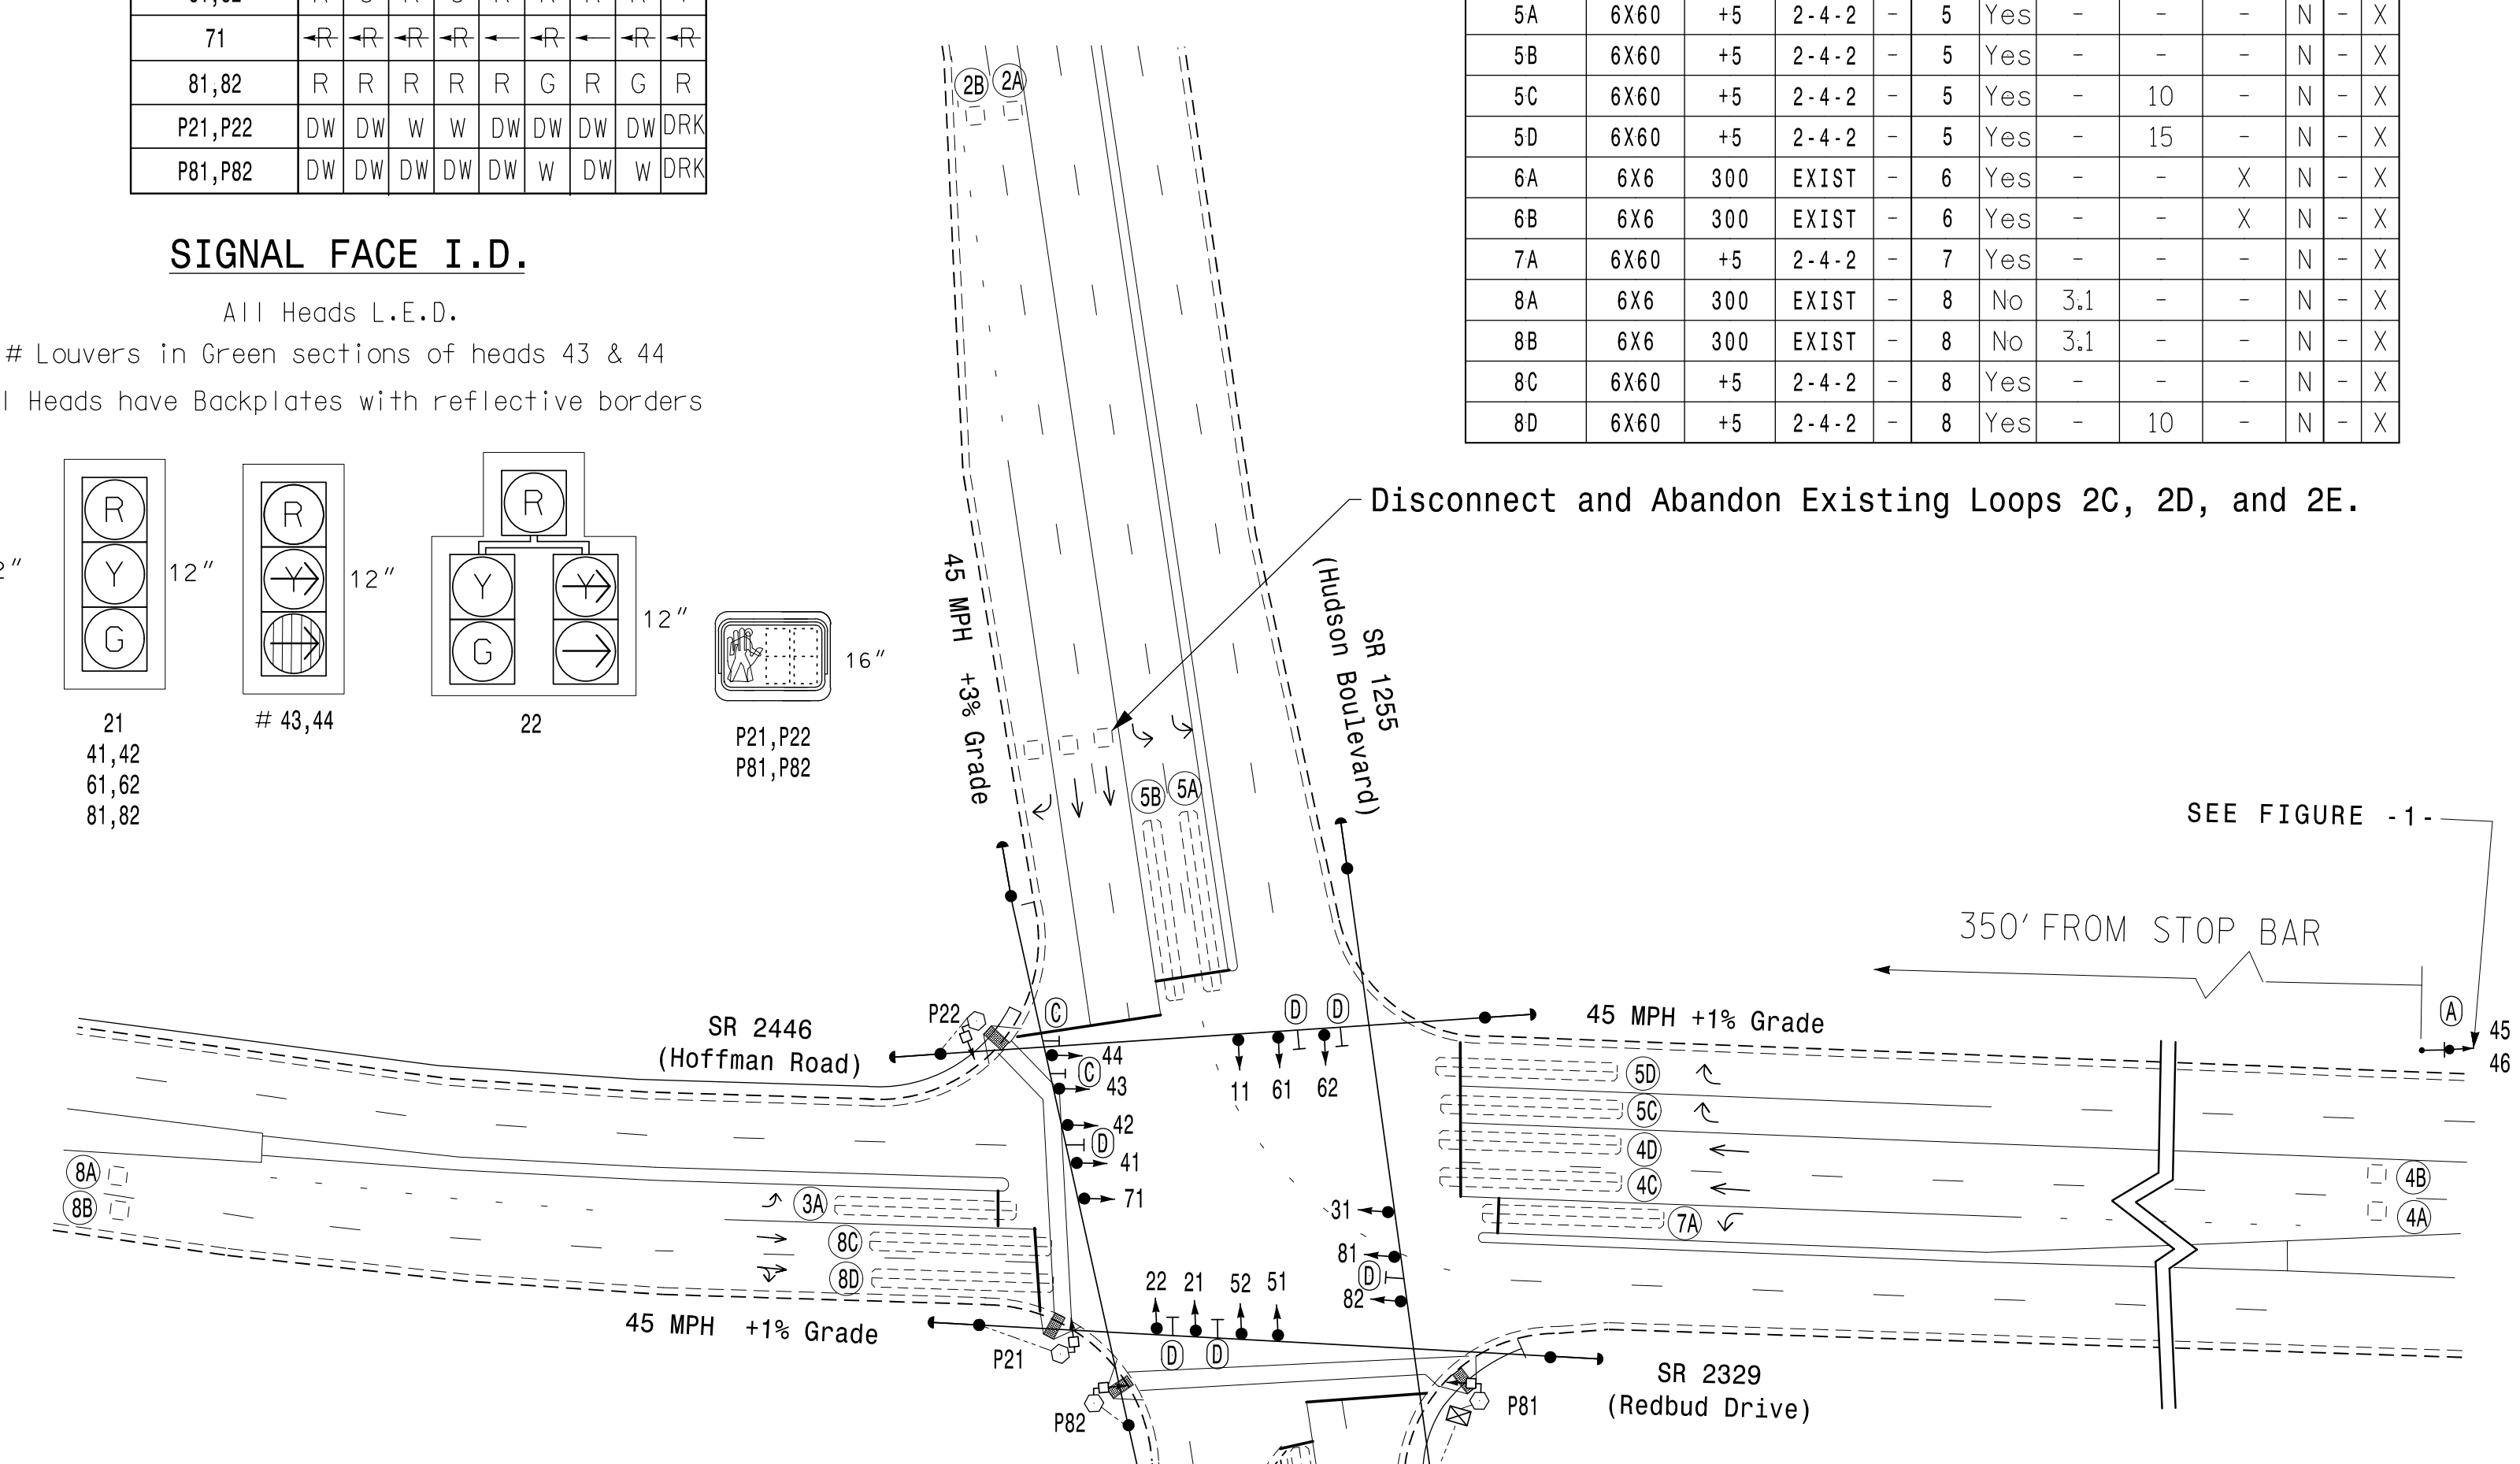 71 R R R R ← R ← R R
81,82 R R R R R G R G R
P21,P22 DW DW W W DW DW DW DW DRK
P81,P82 DW DW DW DW DW W DW W DRK
SIGNAL FACE I.D.
All Heads L.E.D.
# Louvers in Green sections of heads 43 & 44
l Heads have Backplates with reflective borders
2"
R
Y
G
12"
21
41,42
61,62
81,82
R
Y
12"
# 43,44
R
Y Y
G
12"
22
16"
P21,P22
P81,P82
5A 6X60 +5 2-4-2 - 5 Yes - - - N - X
5B 6X60 +5 2-4-2 - 5 Yes - - - N - X
5C 6X60 +5 2-4-2 - 5 Yes - 10 - N - X
5D 6X60 +5 2-4-2 - 5 Yes - 15 - N - X
6A 6X6 300 EXIST - 6 Yes - - X N - X
6B 6X6 300 EXIST - 6 Yes - - X N - X
7A 6X60 +5 2-4-2 - 7 Yes - - - N - X
8A 6X6 300 EXIST - 8 No 3.1 - - N - X
8B 6X6 300 EXIST - 8 No 3.1 - - N - X
8C 6X60 +5 2-4-2 - 8 Yes - - - N - X
8D 6X60 +5 2-4-2 - 8 Yes - 10 - N - X
Disconnect and Abandon Existing Loops 2C, 2D, and 2E.
2B 2A
45 MPH +3% Grade
SR 1255
(Hudson Boulevard)
5B 5A
SEE FIGURE -1-
350' FROM STOP BAR
A
45
46
SR 2446
(Hoffman Road)
P22
C
44
C
43
42
D
41
71
D D
11 61 62
45 MPH +1% Grade
5D
5C
4D
4C
7A
4B
4A
8A
8B
3A
8C
8D
31
81
D
82
22 21 52 51
D D
45 MPH +1% Grade
P21
P82
P81
SR 2329
(Redbud Drive)